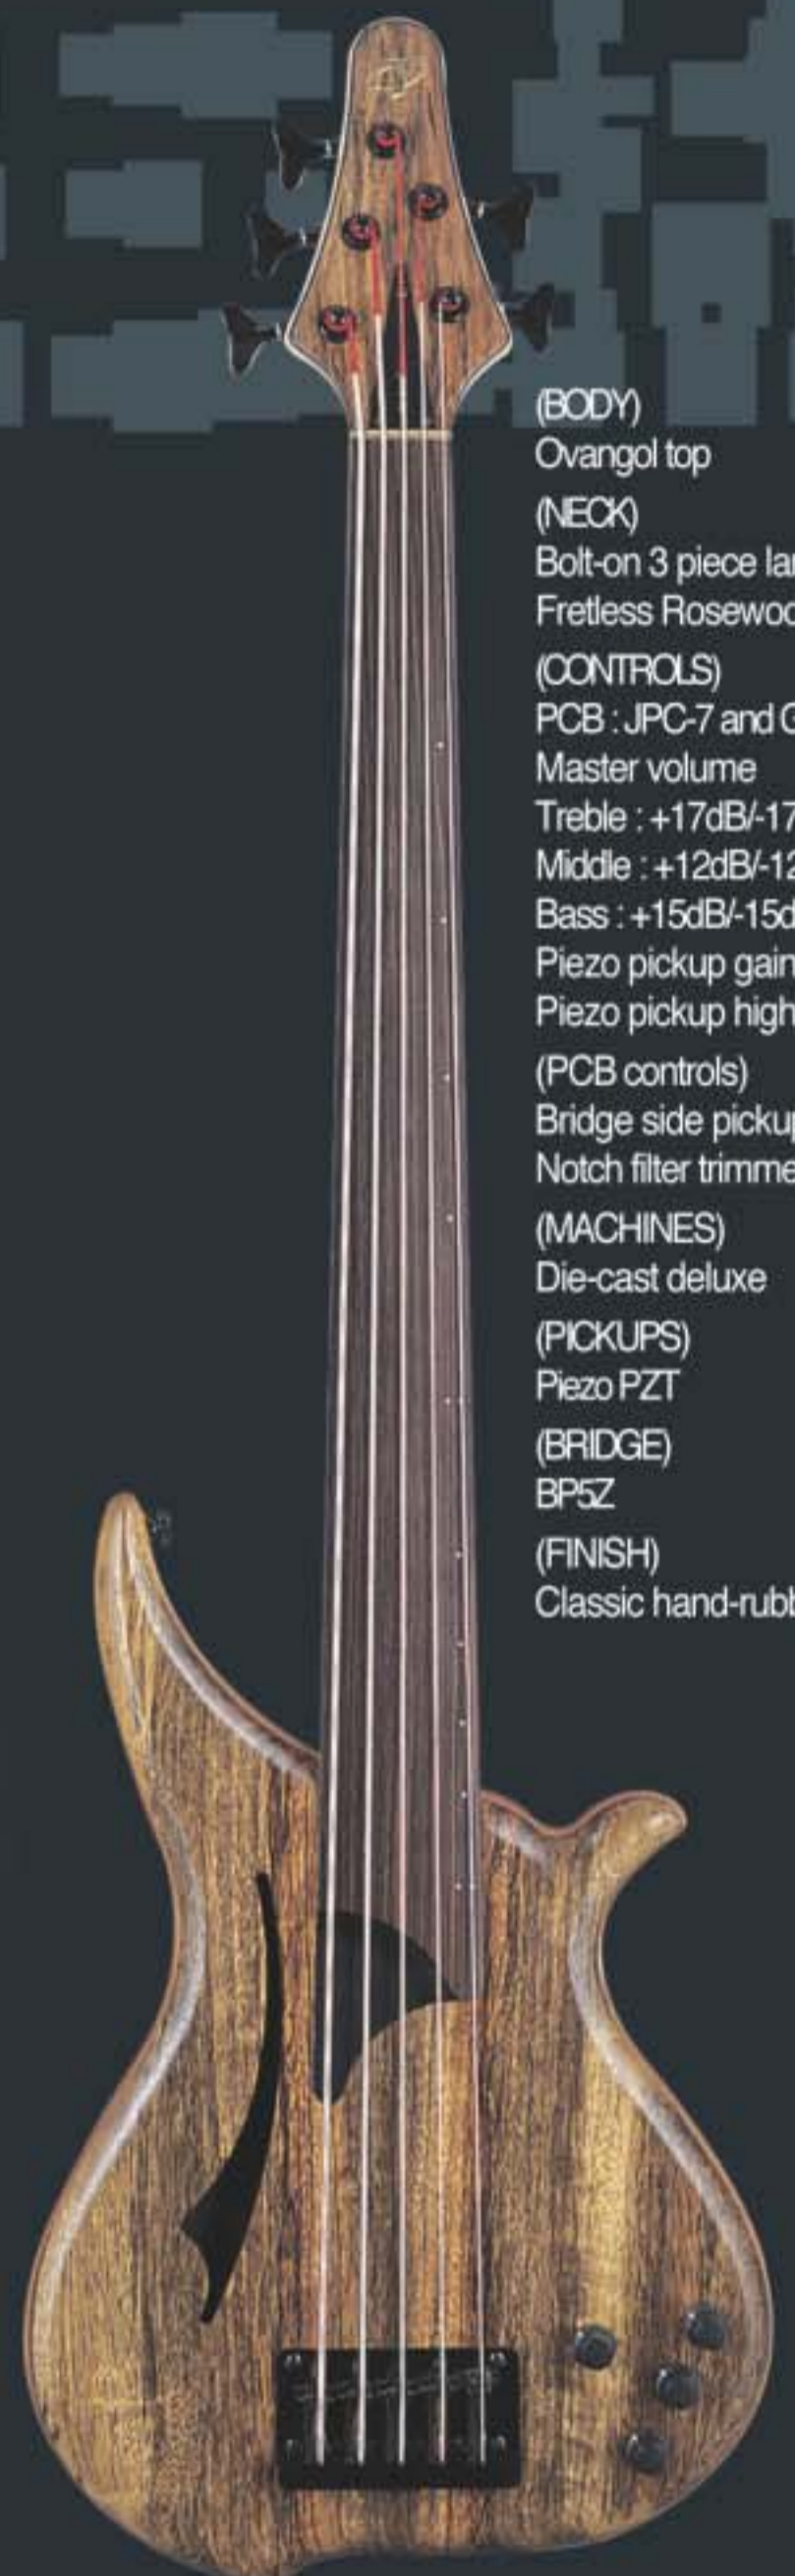 (BODY)
Ovangol top
(NECK)
Bolt-on 3 piece
Fretless
(CONTROLS)
PCB : JPC-7 and
Master volume
Treble : +17dB/-17
Middle : +12dB/-12
Bass : +15dB/-15d
Piezo pickup gain
Piezo pickup high
(PCB controls)
Bridge side
Notch filter
(MACHINES)
Die-cast deluxe
(PICKUPS)
Piezo PZT
(BRIDGE)
BP5Z
(FINISH)
Classic